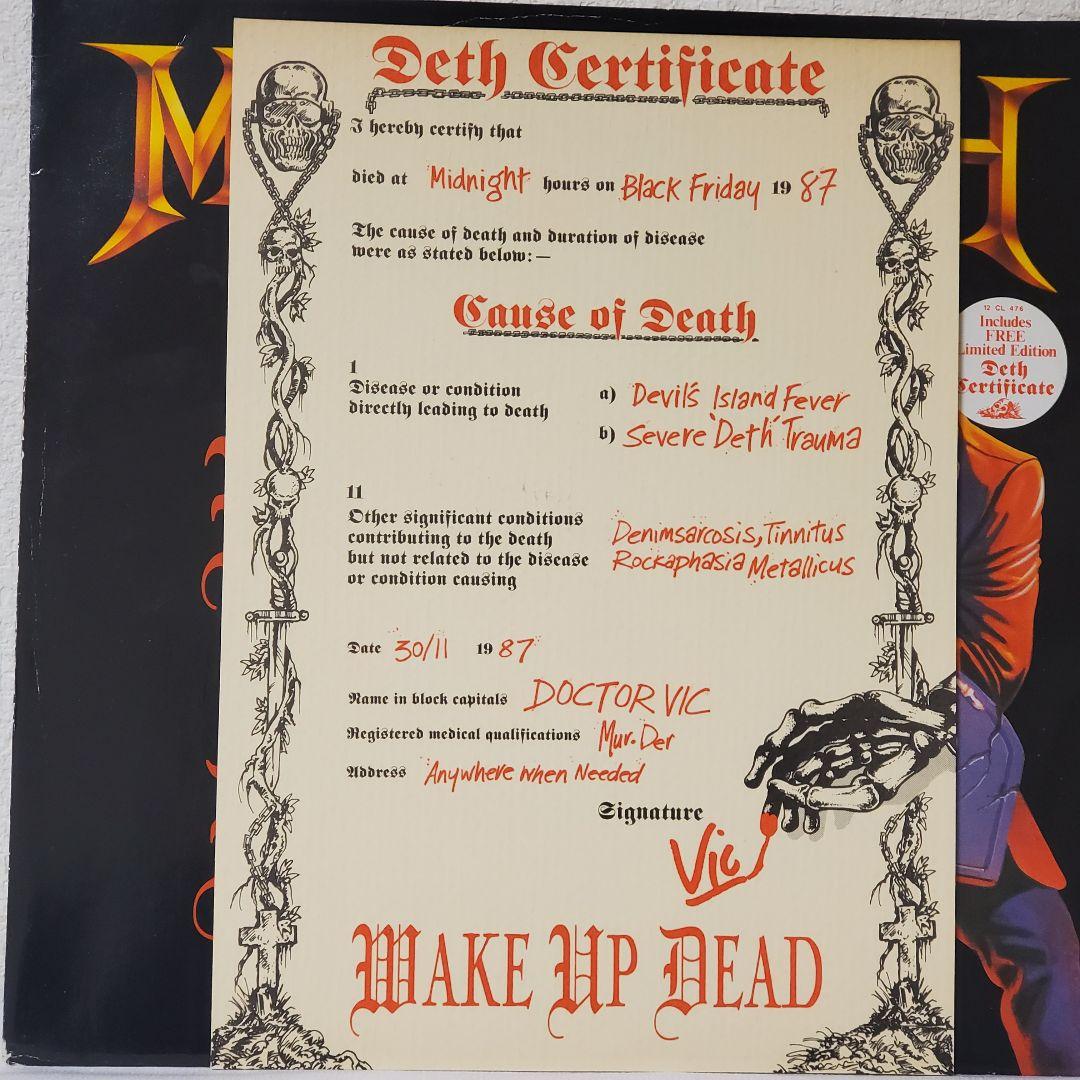 Deth Certificate
I hereby certify that
died at Midnight hours on Black Friday 19 87
The cause of death and duration of disease
were as stated below:—
Cause of Death
1
Disease or condition
directly leading to death
a) Devil's Island Fever
b) Severe 'Deth' Trauma
11
Other significant conditions
contributing to the death
but not related to the disease
or condition causing
Denimsarcosis, Tinnitus
Rockaphasia Metallicus
Date 30/11 19 87
Name in block capitals DOCTOR VIC
Registered medical qualifications Mur.Der
Address Anywhere when Needed
Signature
Vic
WAKE UP DEAD
M H
12 CL 476
Includes
FREE
Limited Edition
Deth
Certificate